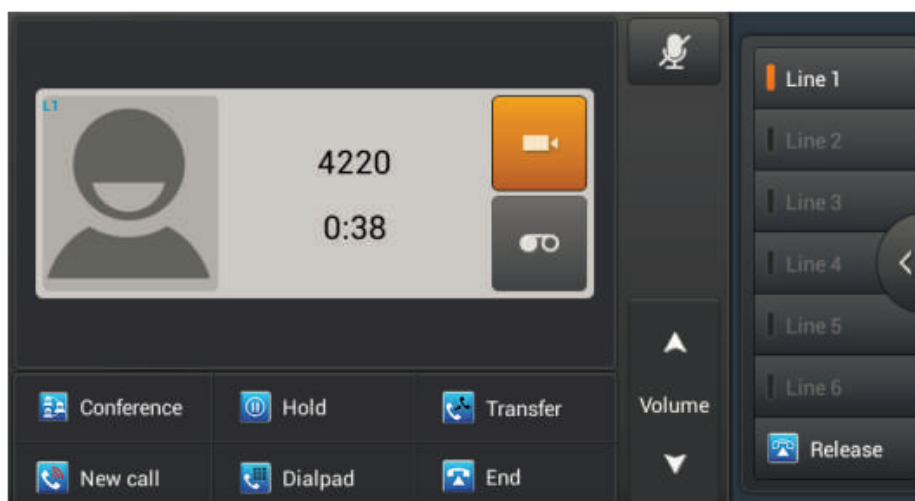 L1
4220
0:38
Conference
Hold
Transfer
New call
Dialpad
End
Volume
Line 1
Line 2
Line 3
Line 4
Line 5
Line 6
Release